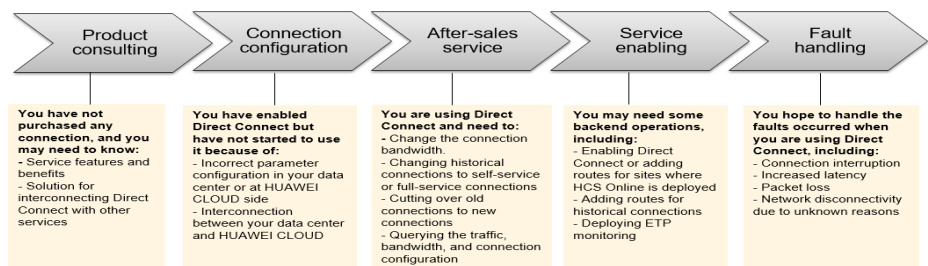 Product
consulting
Connection
configuration
After-sales
service
Service
enabling
Fault
handling
You have not
purchased any
connection, and you
may need to know:
- Service features and
benefits
- Solution for
interconnecting Direct
Connect with other
services
You have enabled
Direct Connect but
have not started to use
it because of:
- Incorrect parameter
configuration in your data
center or at HUAWEI
CLOUD side
- Interconnection
between your data center
and HUAWEI CLOUD
You are using Direct
Connect and need to:
- Change the connection
bandwidth.
- Changing historical
connections to self-service
or full-service connections
- Cutting over old
connections to new
connections
- Querying the traffic,
bandwidth, and connection
configuration
You may need some
backend operations,
including:
- Enabling Direct
Connect or adding
routes for sites where
HCS Online is deployed
- Adding routes for
historical connections
- Deploying ETP
monitoring
You hope to handle the
faults occurred when
you are using Direct
Connect, including:
- Connection interruption
- Increased latency
- Packet loss
- Network disconnectivity
due to unknown reasons